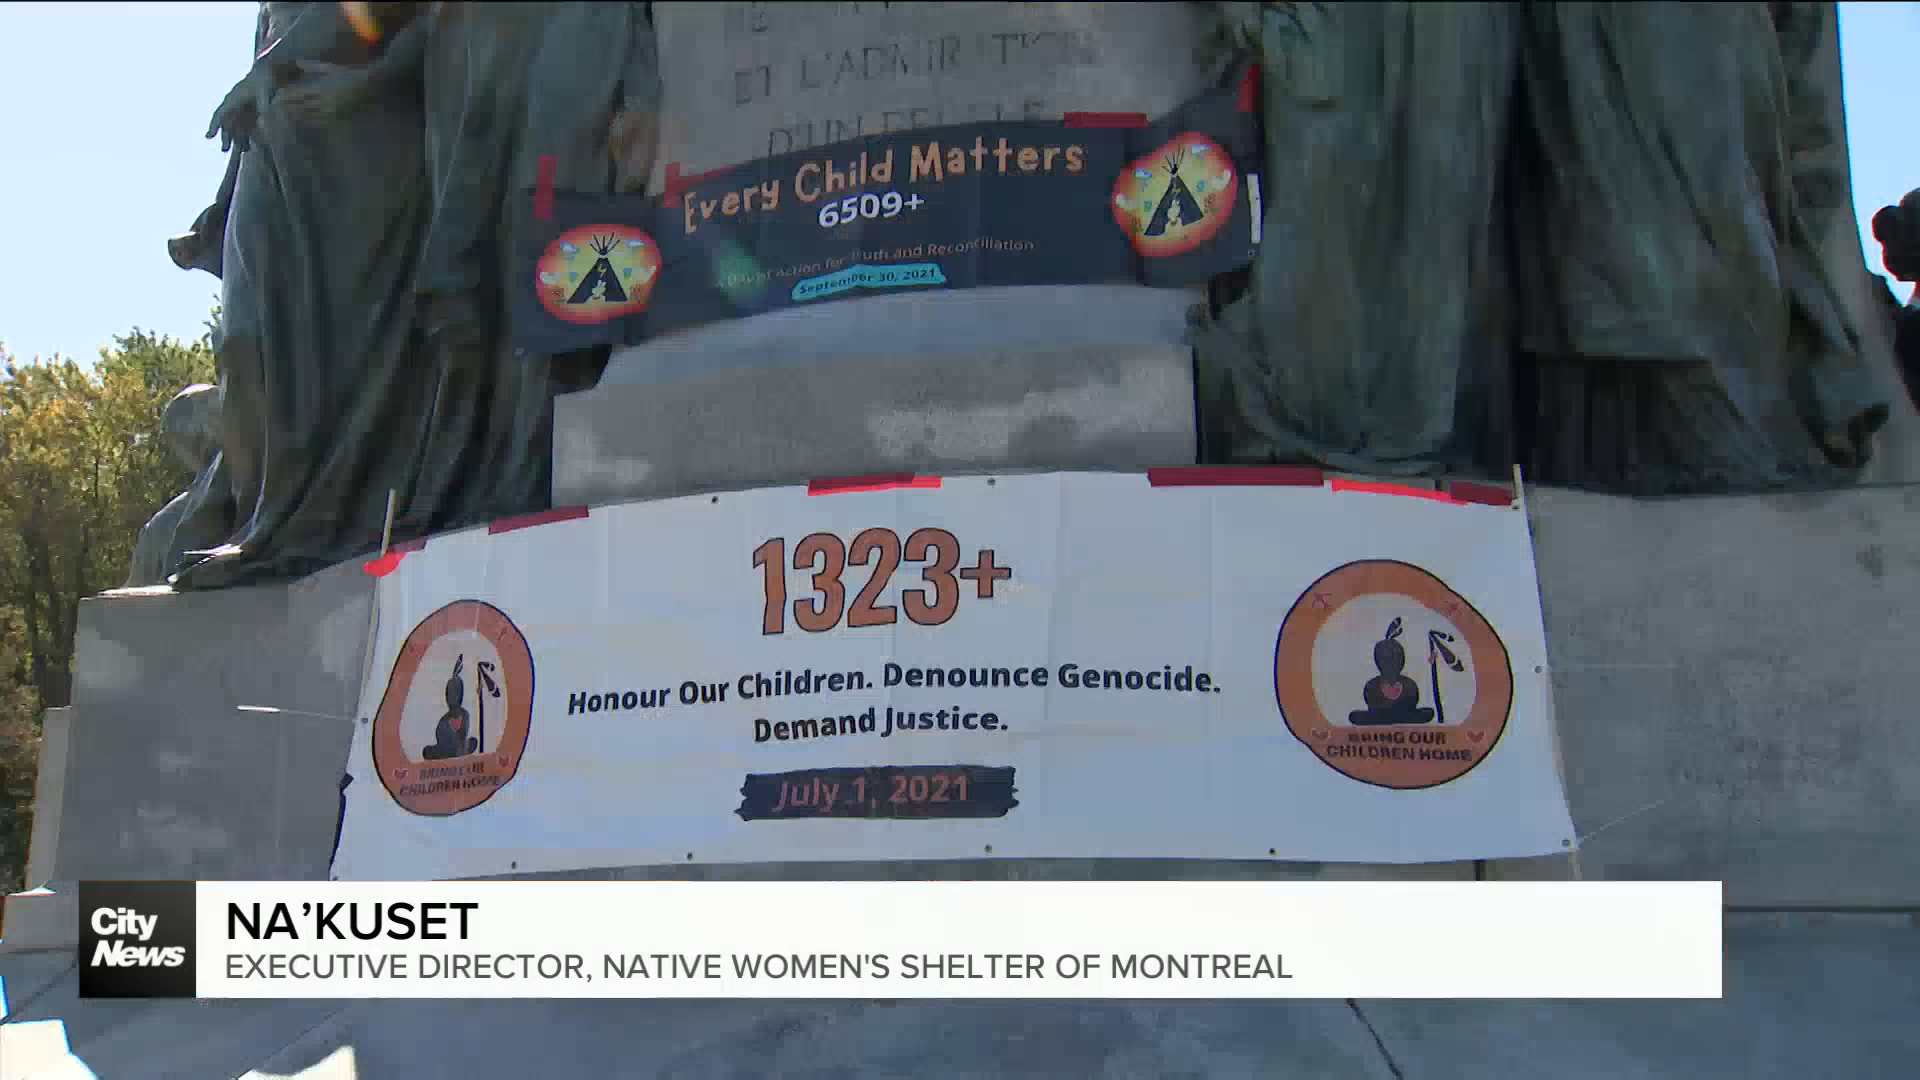 ET L'ADMIRATION
D'UN PEUPLE
Every Child Matters
6509+
A Day of Action for Truth and Reconciliation
September 30, 2021
1323+
Honour Our Children. Denounce Genocide.
Demand Justice.
July 1, 2021
BRING OUR
CHILDREN HOME
BRING OUR
CHILDREN HOME
City
News
NA'KUSET
EXECUTIVE DIRECTOR, NATIVE WOMEN'S SHELTER OF MONTREAL